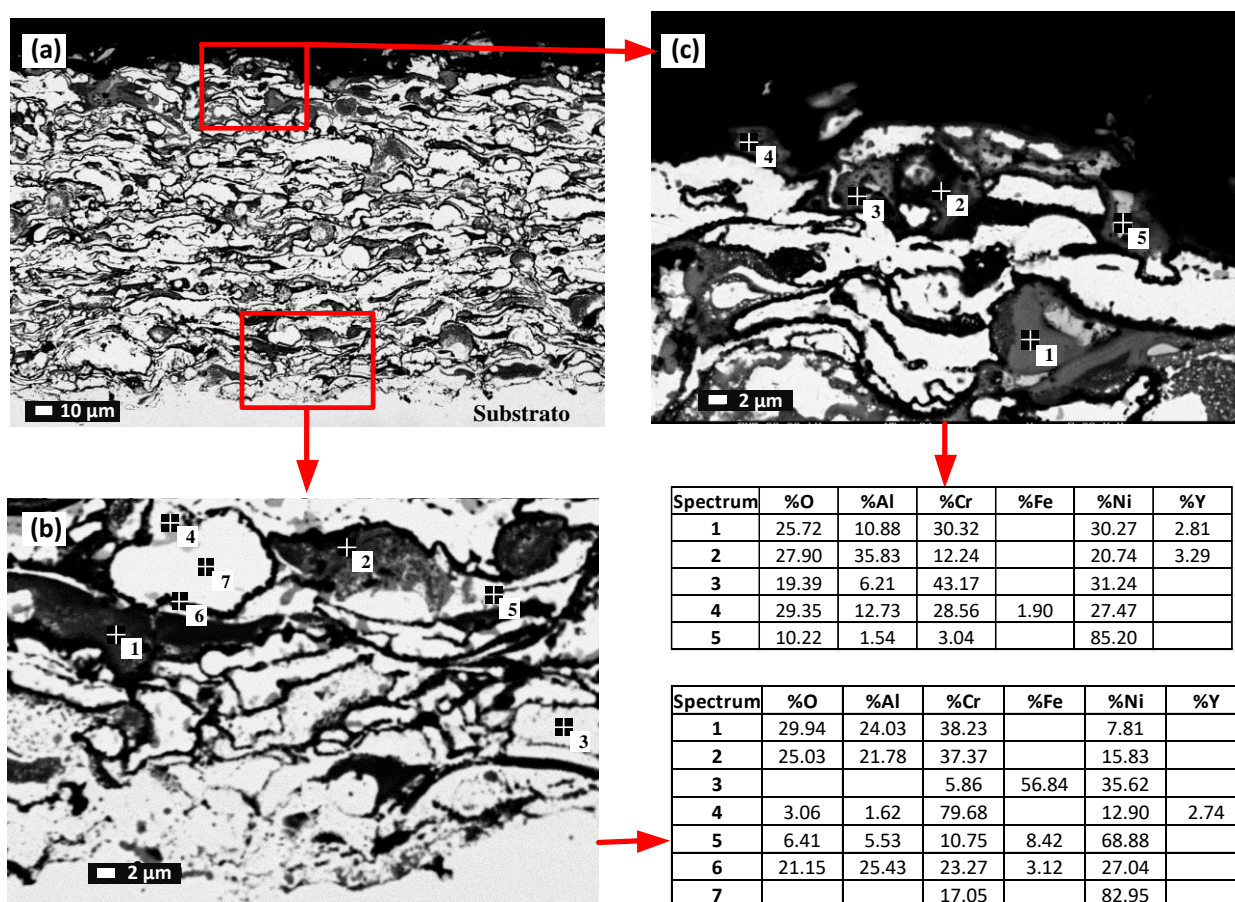 (a)
10 µm
Substrato
(c)
4
3
2
5
1
2 µm
(b)
4
2
7
6
5
1
3
2 µm
Spectrum %O %Al %Cr %Fe %Ni %Y
1 25.72 10.88 30.32 30.27 2.81
2 27.90 35.83 12.24 20.74 3.29
3 19.39 6.21 43.17 31.24
4 29.35 12.73 28.56 1.90 27.47
5 10.22 1.54 3.04 85.20
Spectrum %O %Al %Cr %Fe %Ni %Y
1 29.94 24.03 38.23 7.81
2 25.03 21.78 37.37 15.83
3 5.86 56.84 35.62
4 3.06 1.62 79.68 12.90 2.74
5 6.41 5.53 10.75 8.42 68.88
6 21.15 25.43 23.27 3.12 27.04
7 17.05 82.95